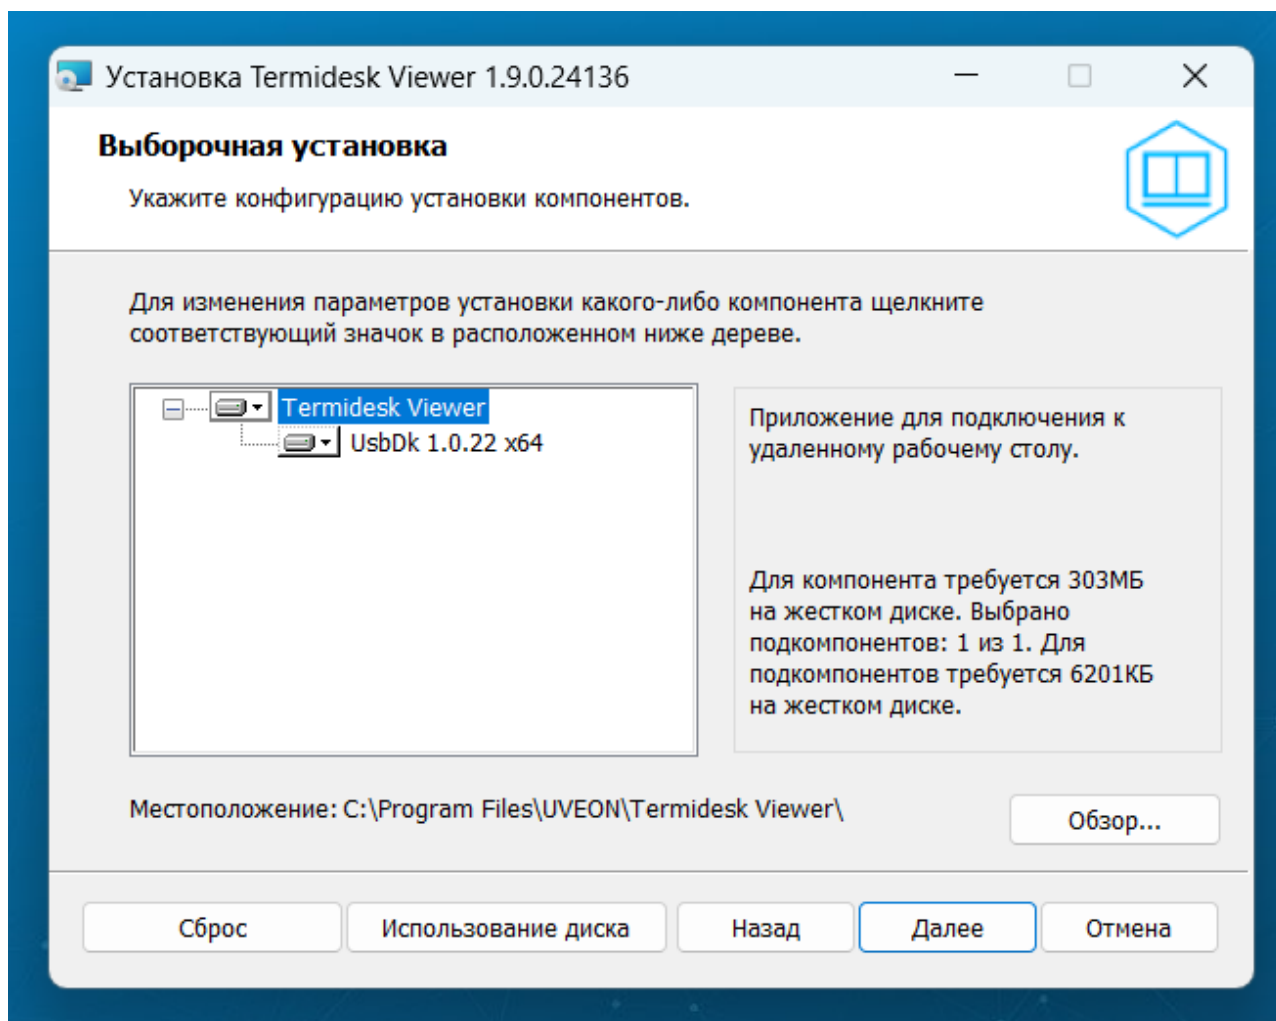 Установка Termidesk Viewer 1.9.0.24136
Выборочная установка
Укажите конфигурацию установки компонентов.
Для изменения параметров установки какого-либо компонента щелкните
соответствующий значок в расположенном ниже дереве.
Termidesk Viewer
UsbDk 1.0.22 x64
Приложение для подключения к
удаленному рабочему столу.
Для компонента требуется 303МБ
на жестком диске. Выбрано
подкомпонентов: 1 из 1. Для
подкомпонентов требуется 6201КБ
на жестком диске.
Местоположение: C:\Program Files\UVEON\Termidesk Viewer\
Обзор...
Сброс
Использование диска
Назад
Далее
Отмена